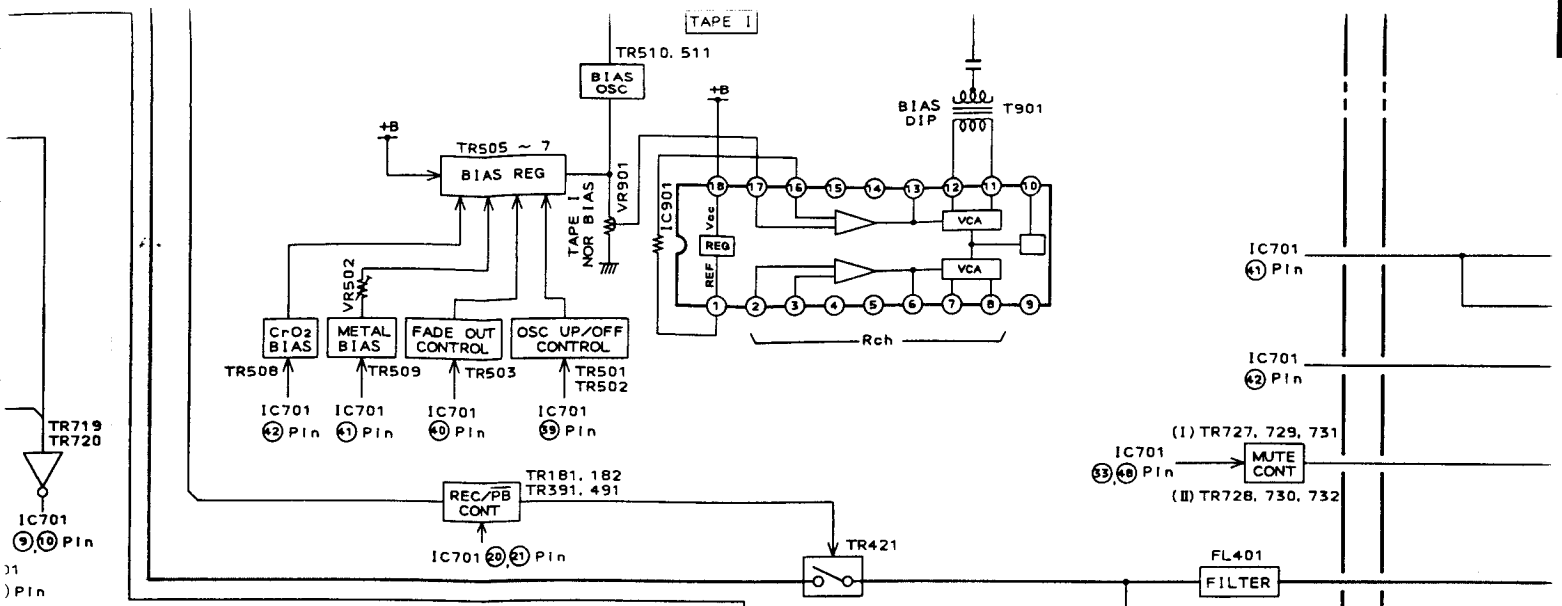 TAPE I
TR510, 511
BIAS
OSC
+B
BIAS
DIP
T901
+B
TR505 ~ 7
BIAS REG
TAPE I
NOR BIAS
VR901
IC901
18 17 16 15 14 13 12 11 10
Vcc
REG
REF
VCA
VCA
1 2 3 4 5 6 7 8 9
Rch
VR502
CrO2
BIAS
METAL
BIAS
FADE OUT
CONTROL
OSC UP/OFF
CONTROL
TR508
TR509
TR503
TR501
TR502
IC701
42 Pin
IC701
41 Pin
IC701
40 Pin
IC701
39 Pin
IC701
41 Pin
IC701
42 Pin
TR719
TR720
IC701
9, 10 Pin
) Pin
REC/PB
CONT
TR181, 182
TR391, 491
IC701 20, 21 Pin
TR421
(I) TR727, 729, 731
IC701
33, 48 Pin
MUTE
CONT
(II) TR728, 730, 732
FL401
FILTER